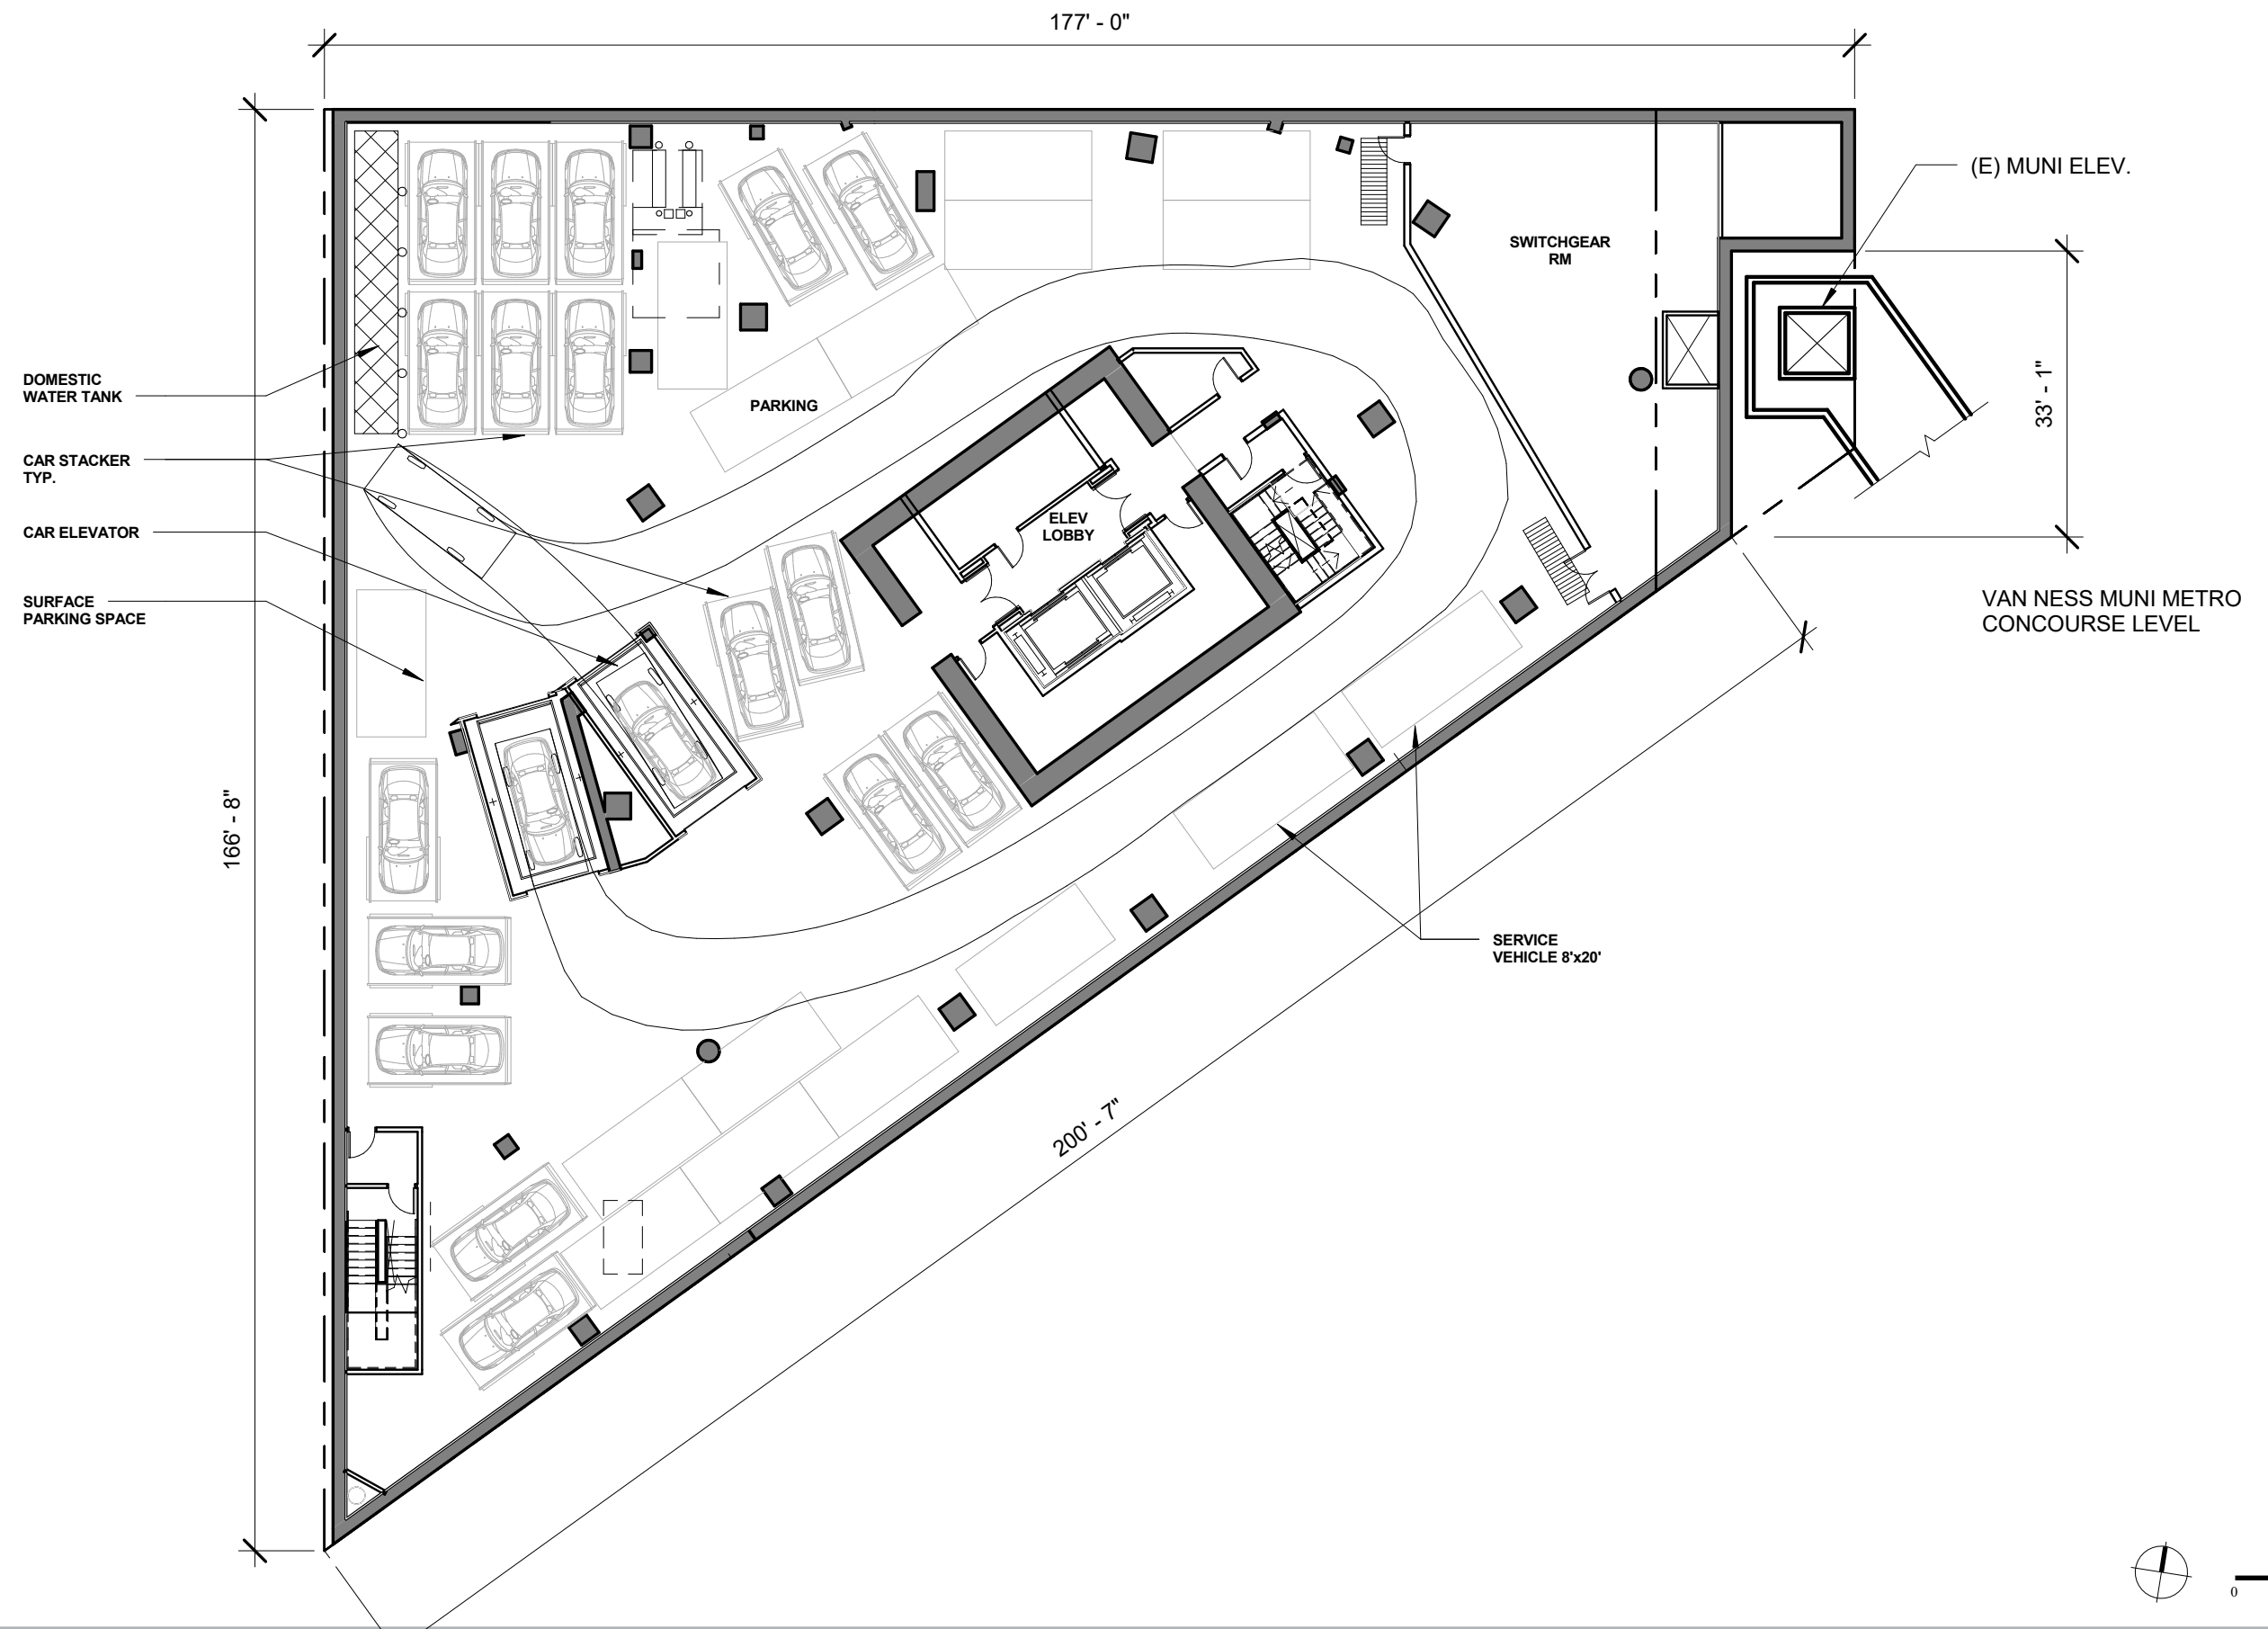 177' - 0"
(E) MUNI ELEV.
SWITCHGEAR
RM
DOMESTIC
WATER TANK
PARKING
33' - 1"
CAR STACKER
TYP.
CAR ELEVATOR
ELEV
LOBBY
SURFACE
PARKING SPACE
VAN NESS MUNI METRO
CONCOURSE LEVEL
166' - 8"
SERVICE
VEHICLE 8'x20'
200' - 7"
0